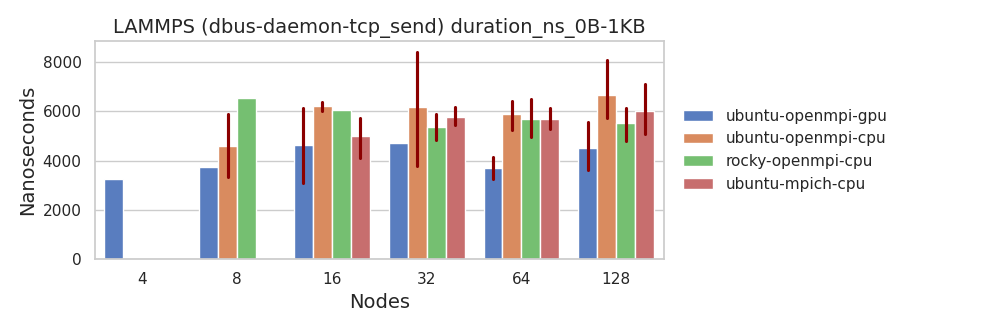 LAMMPS (dbus-daemon-tcp_send) duration_ns_0B-1KB
Nanoseconds
8000
6000
4000
2000
0
4 8 16 32 64 128
Nodes
ubuntu-openmpi-gpu
ubuntu-openmpi-cpu
rocky-openmpi-cpu
ubuntu-mpich-cpu